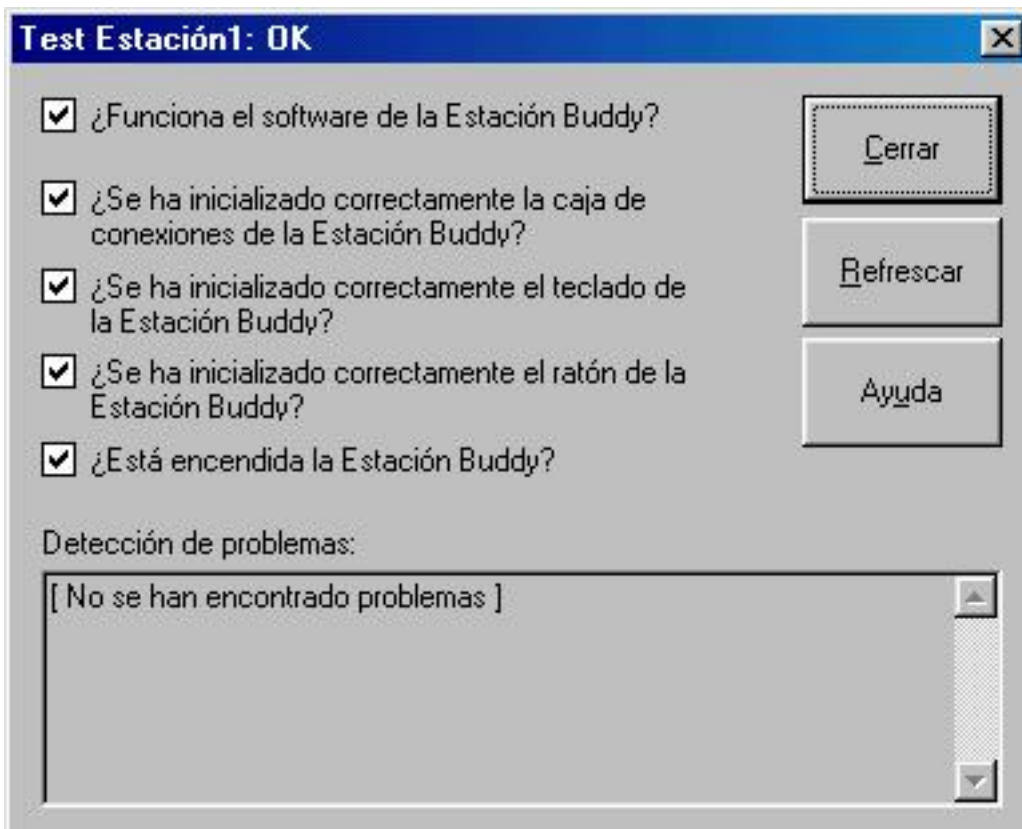 Test Estación1: OK
¿Funciona el software de la Estación Buddy?
¿Se ha inicializado correctamente la caja de
conexiones de la Estación Buddy?
¿Se ha inicializado correctamente el teclado de
la Estación Buddy?
¿Se ha inicializado correctamente el ratón de la
Estación Buddy?
¿Está encendida la Estación Buddy?
Cerrar
Refrescar
Ayuda
Detección de problemas:
[ No se han encontrado problemas ]